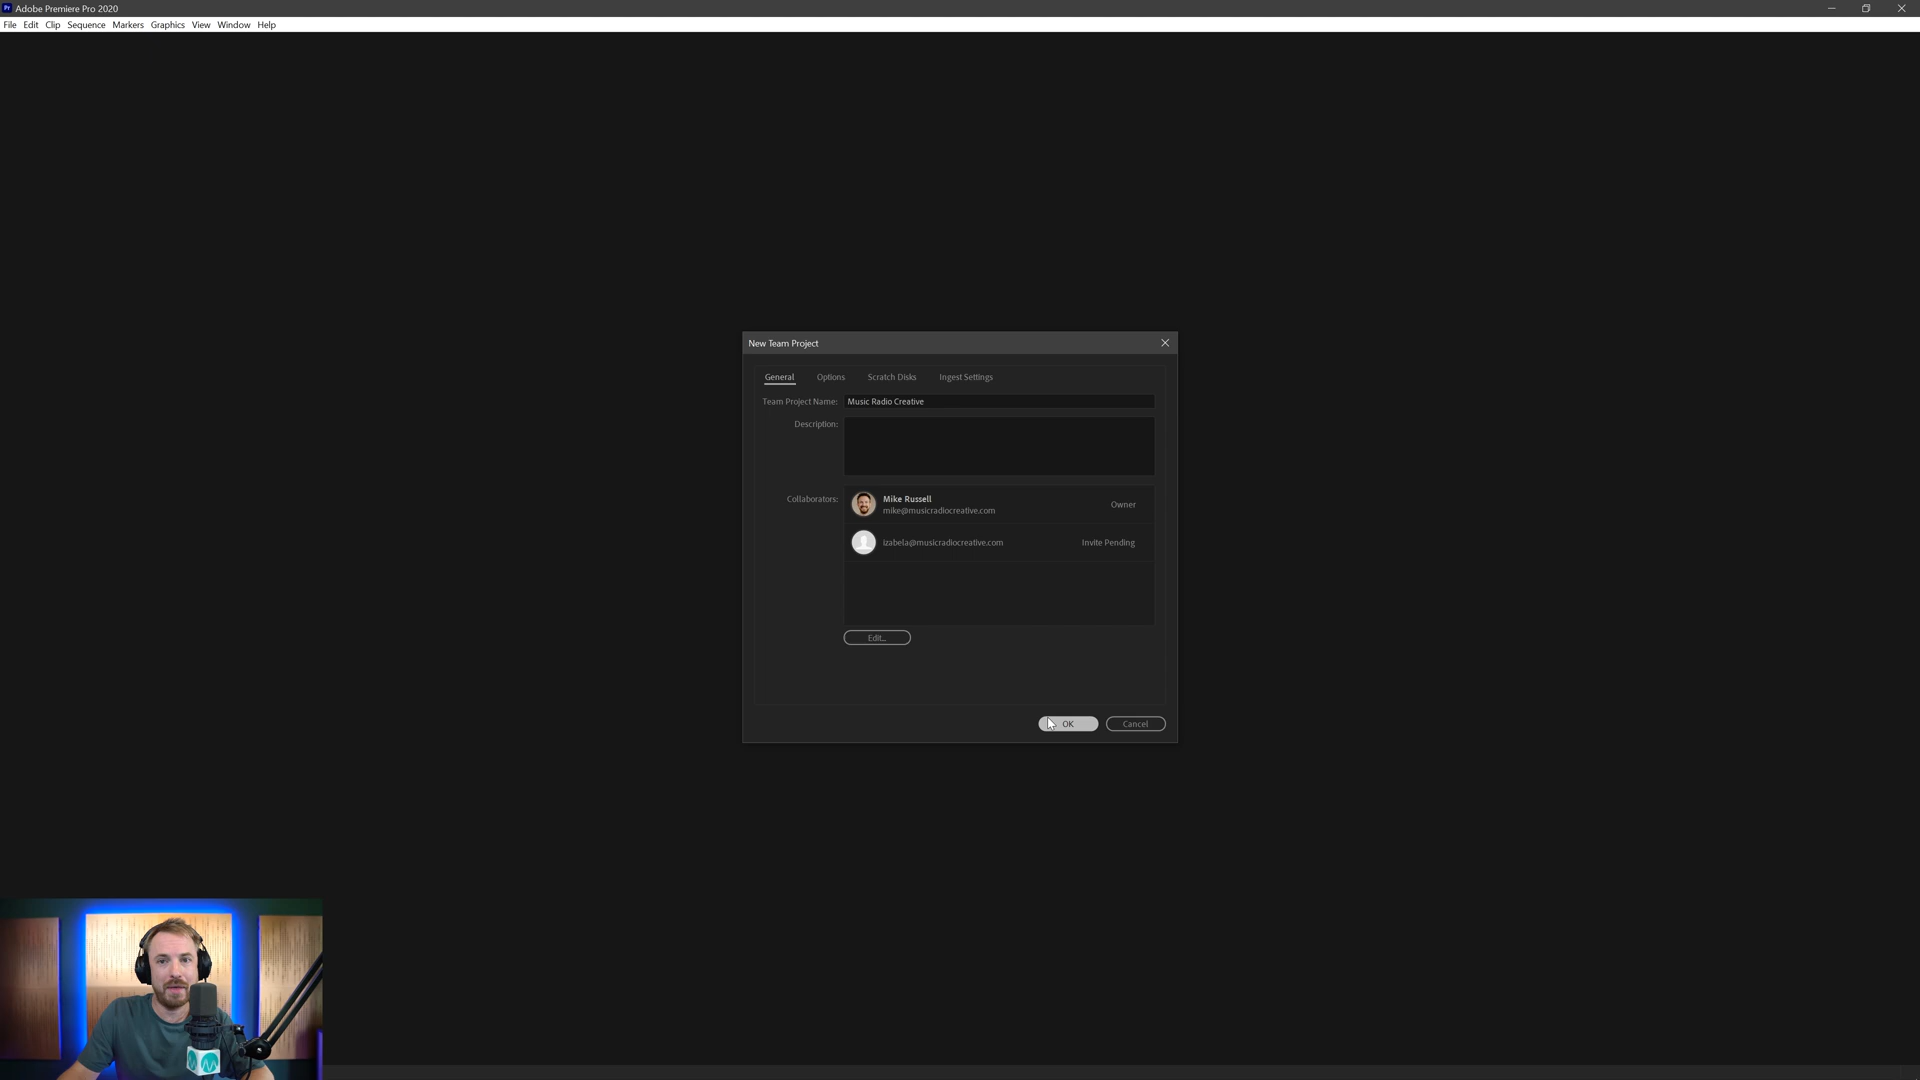 Pr Adobe Premiere Pro 2020
File Edit Clip Sequence Markers Graphics View Window Help
New Team Project
General Options Scratch Disks Ingest Settings
Team Project Name: Music Radio Creative
Description:
Collaborators:
Mike Russell
mike@musicradiocreative.com
Owner
izabela@musicradiocreative.com
Invite Pending
Edit...
OK Cancel